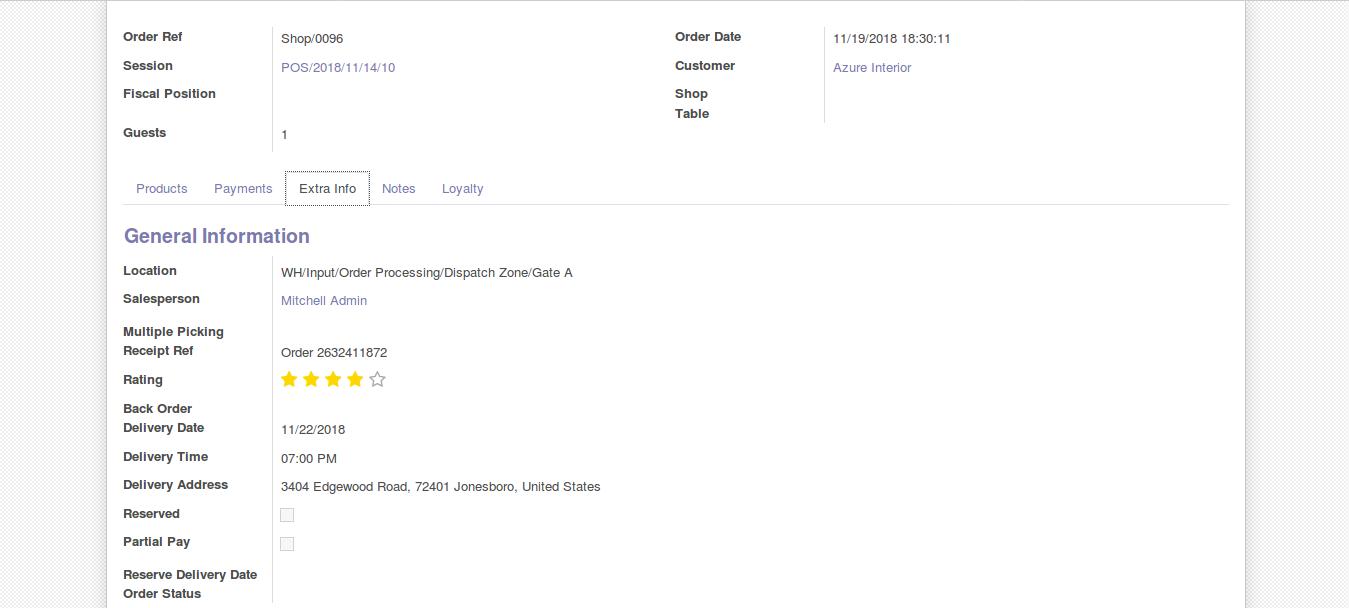 Order Ref Shop/0096 Order Date 11/19/2018 18:30:11
Session POS/2018/11/14/10 Customer Azure Interior
Fiscal Position Shop
Table
Guests 1
Products Payments Extra Info Notes Loyalty
General Information
Location WH/Input/Order Processing/Dispatch Zone/Gate A
Salesperson Mitchell Admin
Multiple Picking
Receipt Ref Order 2632411872
Rating
Back Order
Delivery Date 11/22/2018
Delivery Time 07:00 PM
Delivery Address 3404 Edgewood Road, 72401 Jonesboro, United States
Reserved
Partial Pay
Reserve Delivery Date
Order Status